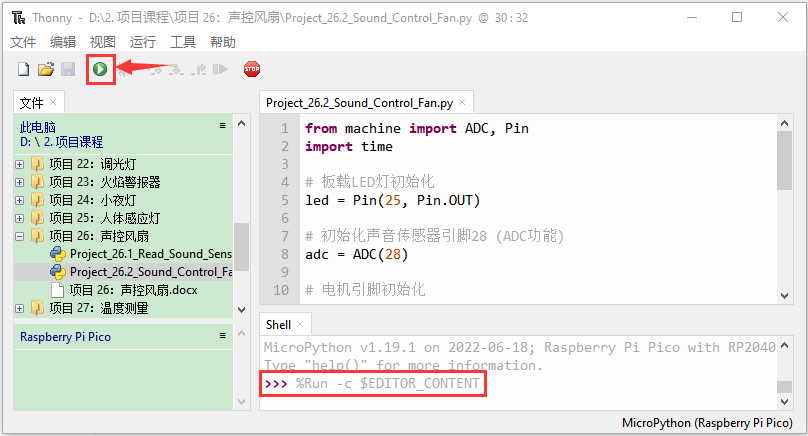 Thonny - D:\2. 项目课程\项目 26：声控风扇\Project_26.2_Sound_Control_Fan.py @ 30 : 32
文件 编辑 视图 运行 工具 帮助
STOP
文件
此电脑
D: \ 2. 项目课程
项目 22：调光灯
项目 23：火焰警报器
项目 24：小夜灯
项目 25：人体感应灯
项目 26：声控风扇
Project_26.1_Read_Sound_Sens
Project_26.2_Sound_Control_Fa
项目 26：声控风扇.docx
项目 27：温度测量
Raspberry Pi Pico
Project_26.2_Sound_Control_Fan.py
1 from machine import ADC, Pin
2 import time
3
4 # 板载LED灯初始化
5 led = Pin(25, Pin.OUT)
6
7 # 初始化声音传感器引脚28 (ADC功能)
8 adc = ADC(28)
9
10 # 电机引脚初始化
Shell
MicroPython v1.19.1 on 2022-06-18; Raspberry Pi Pico with RP2040
Type "help()" for more information.
>>> %Run -c $EDITOR_CONTENT
MicroPython (Raspberry Pi Pico)